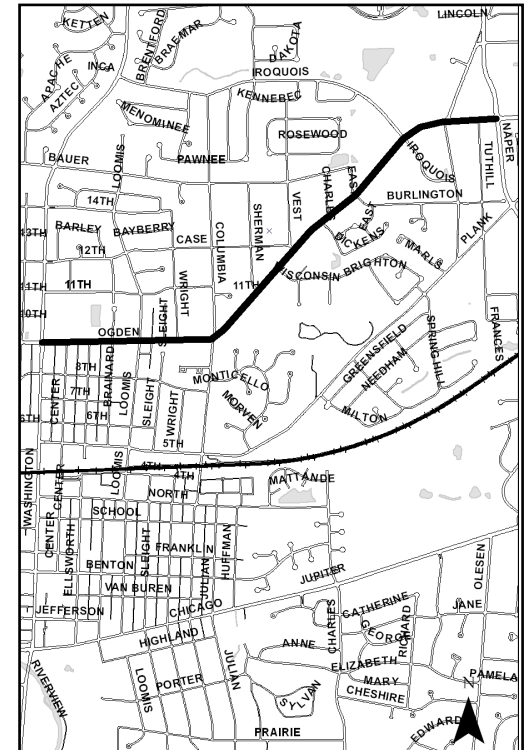 LINCOLN
KETTEN
BRENTFORD
BRAEMAR
DAKOTA
APACHE
INCA
IROQUOIS
AZTEC
KENNEBEC
MENOMINEE
ROSEWOOD
NAPER
BAUER
LOOMIS
PAWNEE
IROQUOIS
TUTHILL
CHARLES
EAST
BURLINGTON
14TH
VEST
SHERMAN
EAST
PLANK
13TH
BARLEY
BAYBERRY
CASE
COLUMBIA
DICKENS
MARLS
12TH
WISCONSIN
BRIGHTON
11TH
11TH
WRIGHT
11TH
10TH
SLEIGHT
OGDEN
FRANCES
SPRING HILL
GREENSFIELD
8TH
BRAINARD
NEEDHAM
7TH
LOOMIS
MONTICELLO
CENTER
SLEIGHT
WRIGHT
MORVEN
6TH
6TH
MILTON
5TH
WASHINGTON
LOOMIS
4TH
4TH
CENTER
NORTH
MATTANDE
SCHOOL
CENTER
ELLSWORTH
SLEIGHT
FRANKLIN
HUFFMAN
BENTON
JULIAN
JUPITER
OLESEN
VAN BUREN
JEFFERSON
CHICAGO
CATHERINE
JANE
HIGHLAND
CHARLES
GEORGE
RICHARD
ANNE
JULIAN
ELIZABETH
RIVERVIEW
LOOMIS
PORTER
MARY
PAMELA
SYLVAN
CHESHIRE
N
EDWARD
PRAIRIE